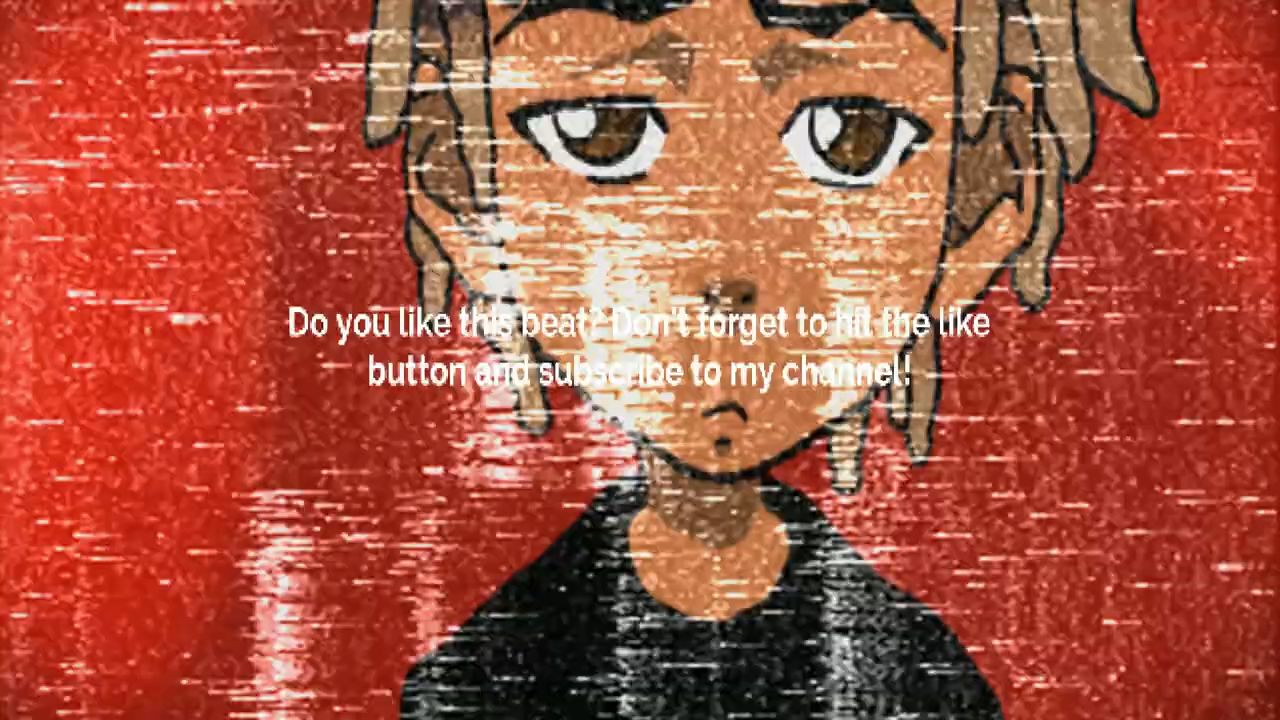 Do you like this beat? Don't forget to hit the like
button and subscribe to my channel!